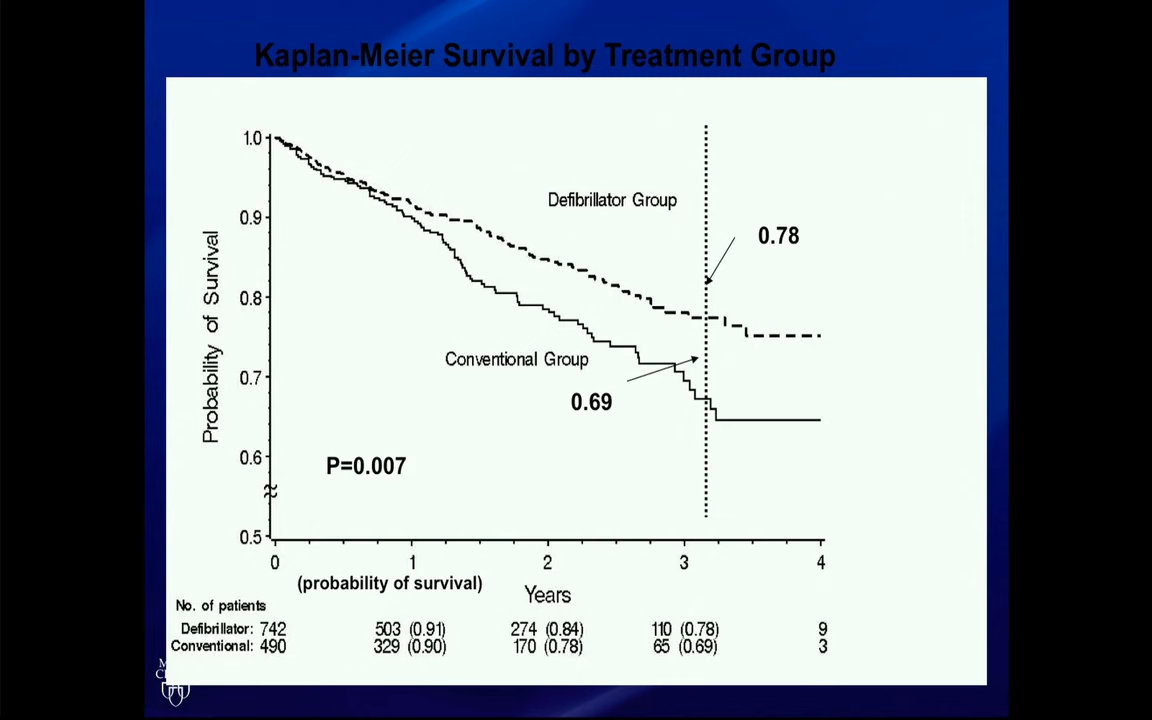 Kaplan-Meier Survival by Treatment Group
1.0
0.9
0.8
0.7
0.6
0.5
Probability of Survival
Defibrillator Group
0.78
Conventional Group
0.69
P=0.007
0 1 2 3 4
(probability of survival)
Years
No. of patients
Defibrillator: 742 503 (0.91) 274 (0.84) 110 (0.78) 9
Conventional: 490 329 (0.90) 170 (0.78) 65 (0.69) 3